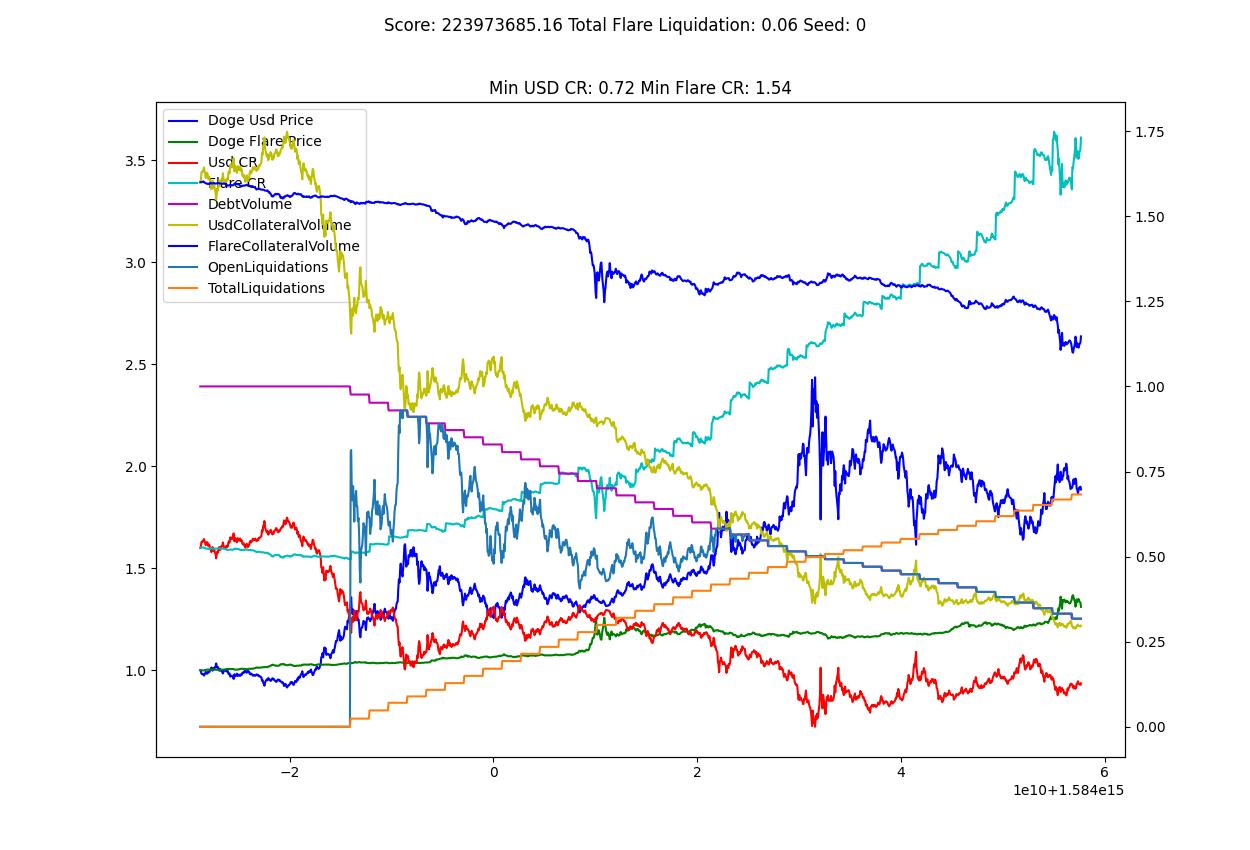 Score: 223973685.16 Total Flare Liquidation: 0.06 Seed: 0
Min USD CR: 0.72 Min Flare CR: 1.54
Doge Usd Price
Doge Flare Price
Usd CR
Flare CR
DebtVolume
UsdCollateralVolume
FlareCollateralVolume
OpenLiquidations
TotalLiquidations
3.5
3.0
2.5
2.0
1.5
1.0
1.75
1.50
1.25
1.00
0.75
0.50
0.25
0.00
−2 0 2 4 6
1e10+1.584e15